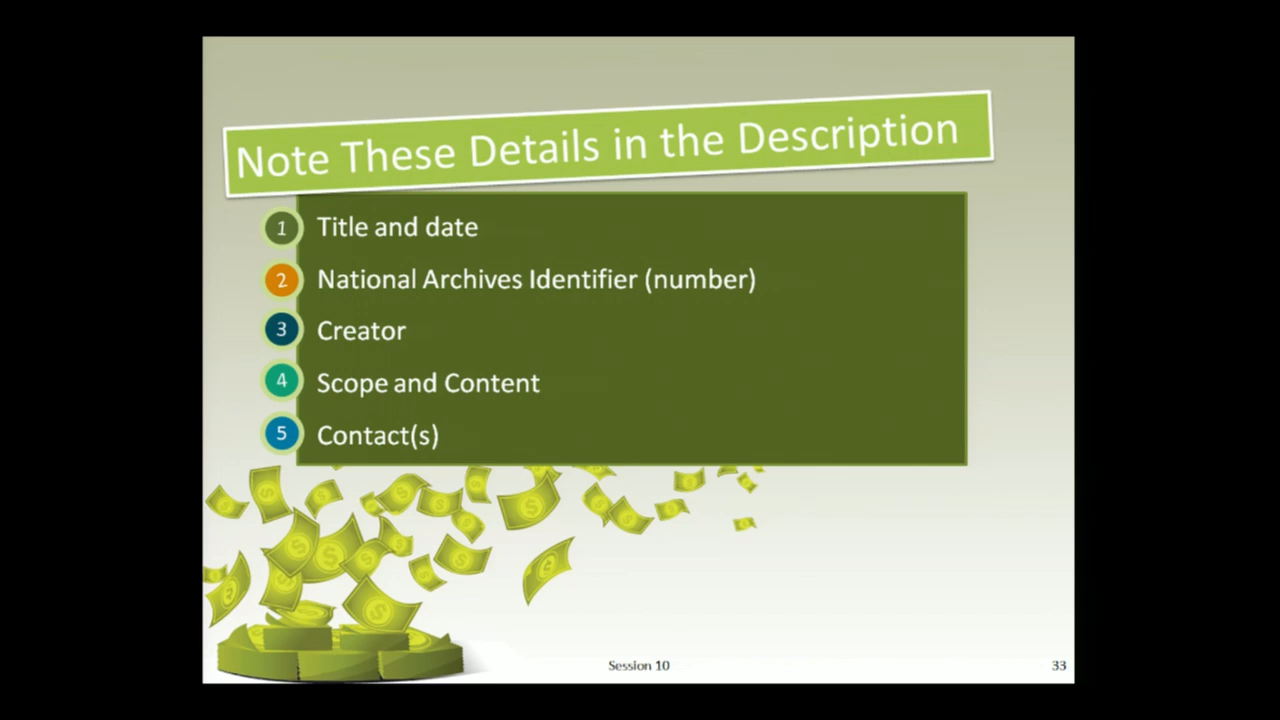 Note These Details in the Description
1 Title and date
2 National Archives Identifier (number)
3 Creator
4 Scope and Content
5 Contact(s)
Session 10
33